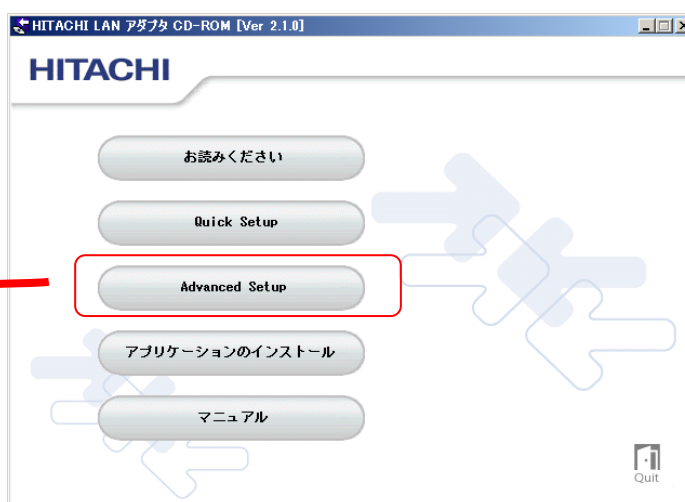 HITACHI LAN アダプタ CD-ROM [Ver 2.1.0]
HITACHI
お読みください
Quick Setup
Advanced Setup
アプリケーションのインストール
マニュアル
Quit